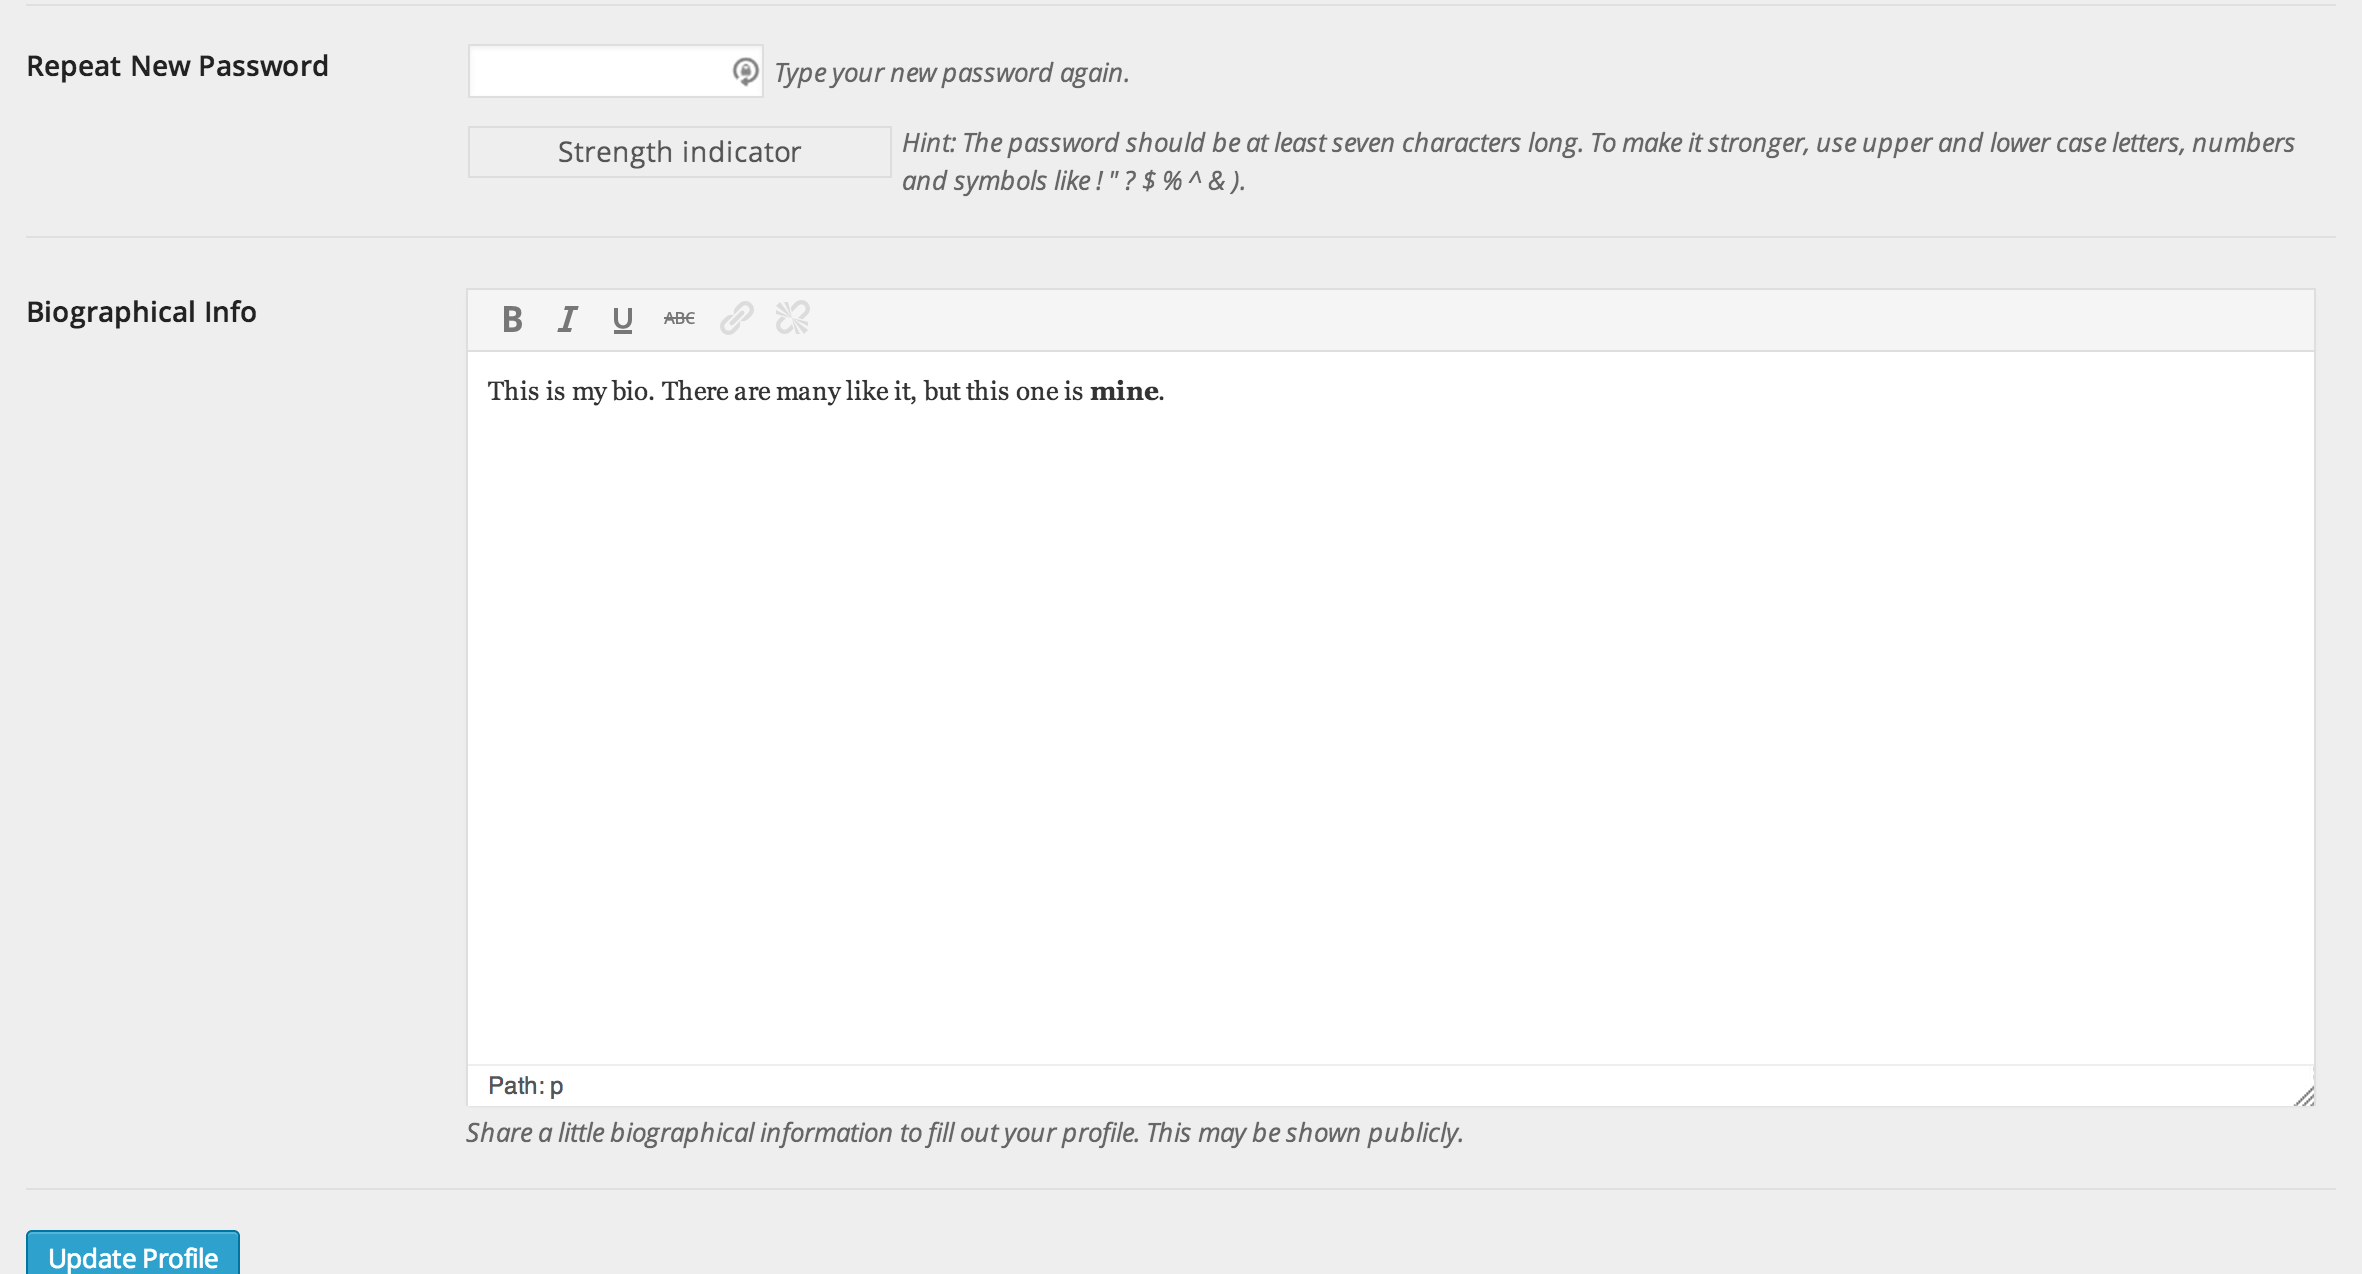 Repeat New Password
Type your new password again.
Strength indicator
Hint: The password should be at least seven characters long. To make it stronger, use upper and lower case letters, numbers
and symbols like ! " ? $ % ^ & ).
Biographical Info
B I U ABC
This is my bio. There are many like it, but this one is mine.
Path: p
Share a little biographical information to fill out your profile. This may be shown publicly.
Update Profile